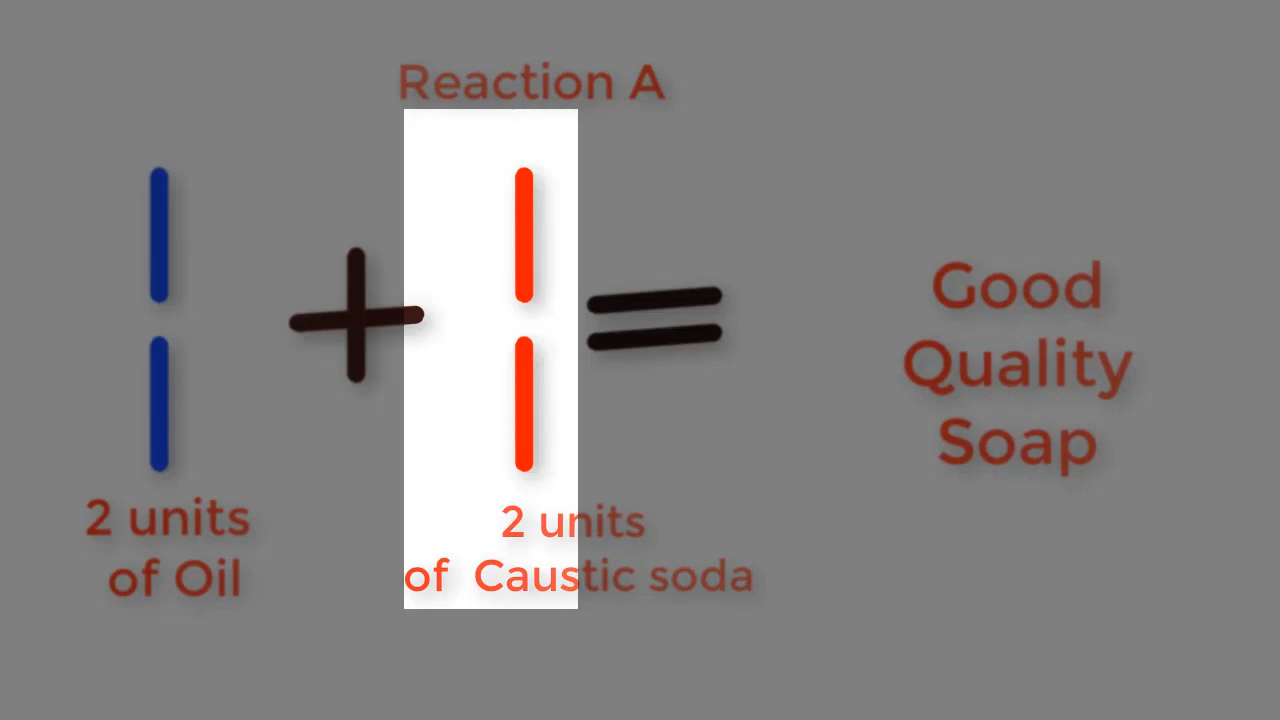 Reaction A
2 units
of Oil
2 units
of Caustic soda
Good
Quality
Soap